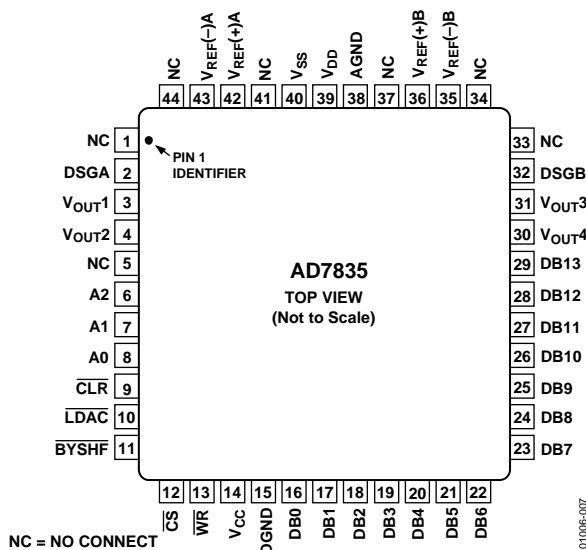 NC
V_REF(–)A
V_REF(+)A
NC
V_SS
V_DD
AGND
NC
V_REF(+)B
V_REF(–)B
NC
44 43 42 41 40 39 38 37 36 35 34
NC 1
PIN 1
IDENTIFIER
33 NC
DSGA 2
32 DSGB
V_OUT1 3
31 V_OUT3
V_OUT2 4
30 V_OUT4
NC 5
29 DB13
A2 6
28 DB12
A1 7
27 DB11
A0 8
26 DB10
C̅L̅R̅ 9
25 DB9
L̅D̅A̅C̅ 10
24 DB8
B̅Y̅S̅H̅F̅ 11
23 DB7
AD7835
TOP VIEW
(Not to Scale)
12 13 14 15 16 17 18 19 20 21 22
C̅S̅
W̅R̅
V_CC
DGND
DB0
DB1
DB2
DB3
DB4
DB5
DB6
NC = NO CONNECT
01006-007